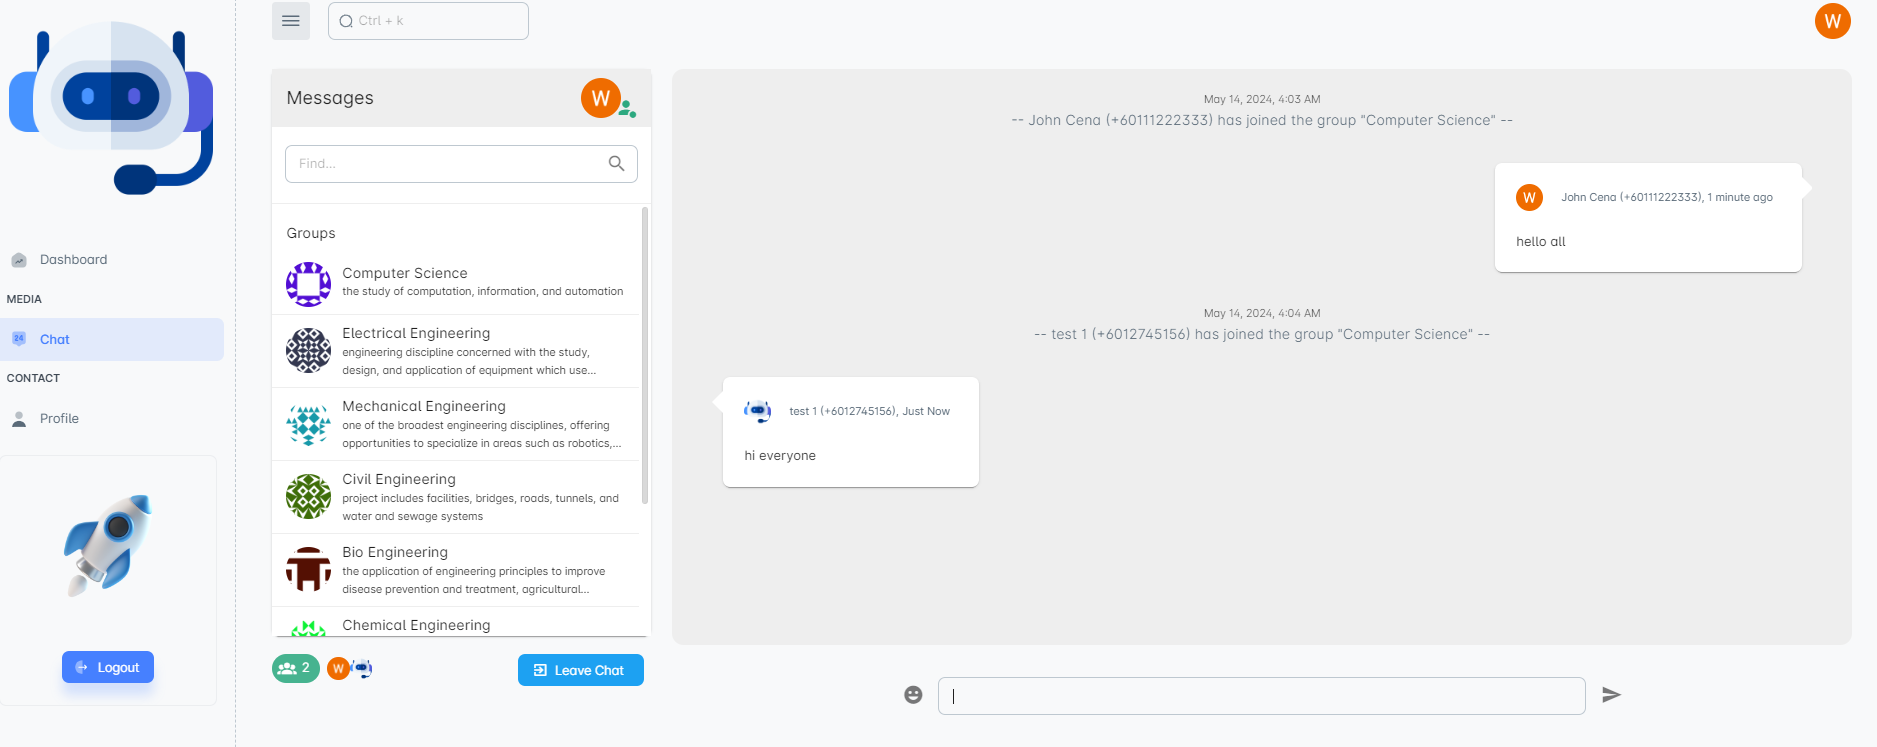 Ctrl + k
W
Dashboard
MEDIA
24
Chat
CONTACT
Profile
Logout
Messages
W
Find...
Groups
Computer Science
the study of computation, information, and automation
Electrical Engineering
engineering discipline concerned with the study,
design, and application of equipment which use...
Mechanical Engineering
one of the broadest engineering disciplines, offering
opportunities to specialize in areas such as robotics,...
Civil Engineering
project includes facilities, bridges, roads, tunnels, and
water and sewage systems
Bio Engineering
the application of engineering principles to improve
disease prevention and treatment, agricultural...
Chemical Engineering
2
W
Leave Chat
May 14, 2024, 4:03 AM
-- John Cena (+60111222333) has joined the group "Computer Science" --
W
John Cena (+60111222333), 1 minute ago
hello all
May 14, 2024, 4:04 AM
-- test 1 (+6012745156) has joined the group "Computer Science" --
test 1 (+6012745156), Just Now
hi everyone